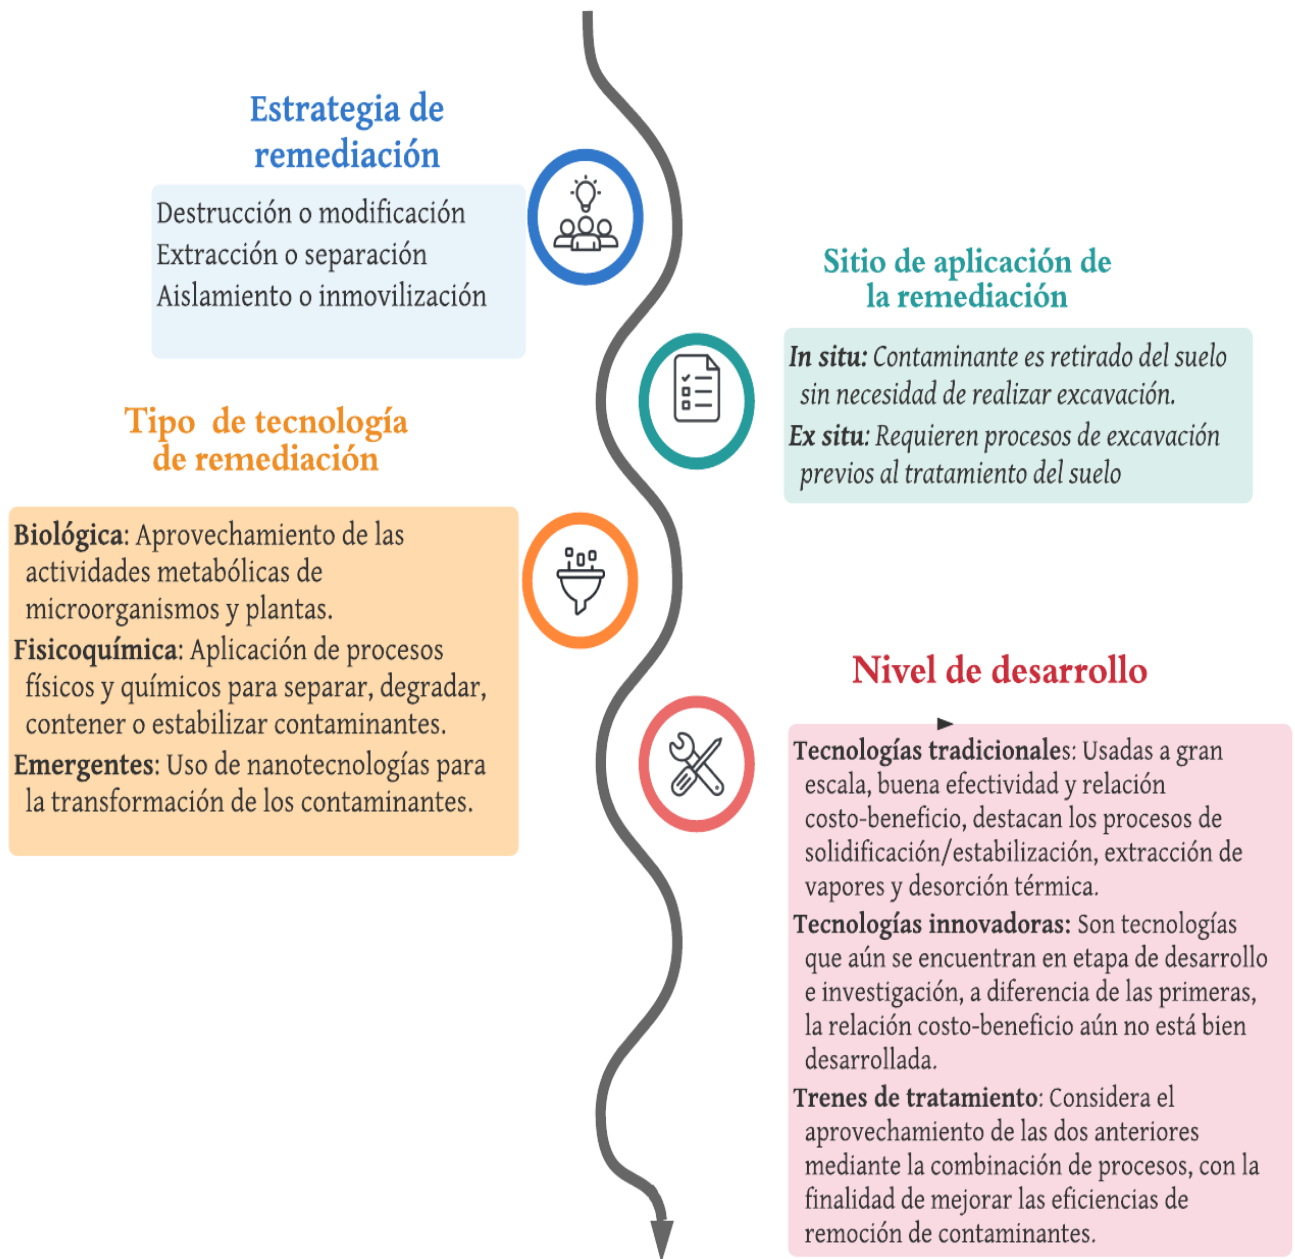 Estrategia de
remediación
Destrucción o modificación
Extracción o separación
Aislamiento o inmovilización
Sitio de aplicación de
la remediación
In situ: Contaminante es retirado del suelo
sin necesidad de realizar excavación.
Ex situ: Requieren procesos de excavación
previos al tratamiento del suelo
Tipo de tecnología
de remediación
Biológica: Aprovechamiento de las
actividades metabólicas de
microorganismos y plantas.
Fisicoquímica: Aplicación de procesos
físicos y químicos para separar, degradar,
contener o estabilizar contaminantes.
Emergentes: Uso de nanotecnologías para
la transformación de los contaminantes.
Nivel de desarrollo
Tecnologías tradicionales: Usadas a gran
escala, buena efectividad y relación
costo-beneficio, destacan los procesos de
solidificación/estabilización, extracción de
vapores y desorción térmica.
Tecnologías innovadoras: Son tecnologías
que aún se encuentran en etapa de desarrollo
e investigación, a diferencia de las primeras,
la relación costo-beneficio aún no está bien
desarrollada.
Trenes de tratamiento: Considera el
aprovechamiento de las dos anteriores
mediante la combinación de procesos, con la
finalidad de mejorar las eficiencias de
remoción de contaminantes.